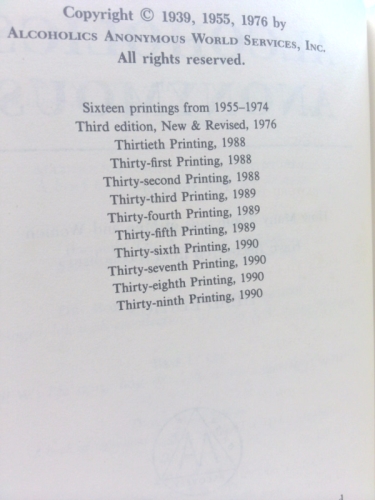 Copyright © 1939, 1955, 1976 by
ALCOHOLICS ANONYMOUS WORLD SERVICES, INC.
All rights reserved.
Sixteen printings from 1955–1974
Third edition, New & Revised, 1976
Thirtieth Printing, 1988
Thirty-first Printing, 1988
Thirty-second Printing, 1988
Thirty-third Printing, 1989
Thirty-fourth Printing, 1989
Thirty-fifth Printing, 1989
Thirty-sixth Printing, 1990
Thirty-seventh Printing, 1990
Thirty-eighth Printing, 1990
Thirty-ninth Printing, 1990